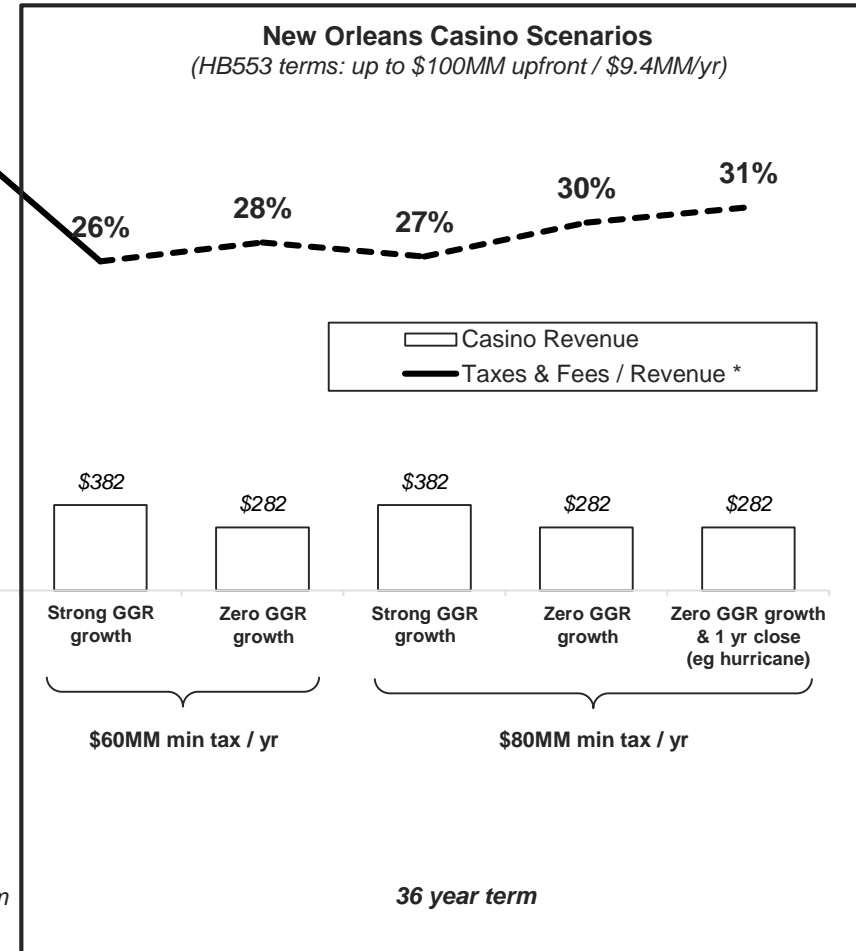 New Orleans Casino Scenarios
(HB553 terms: up to $100MM upfront / $9.4MM/yr)
26%
28%
27%
30%
31%
Casino Revenue
Taxes & Fees / Revenue *
$382
$282
$382
$282
$282
Strong GGR
growth
Zero GGR
growth
Strong GGR
growth
Zero GGR
growth
Zero GGR growth
& 1 yr close
(eg hurricane)
$60MM min tax / yr
$80MM min tax / yr
36 year term